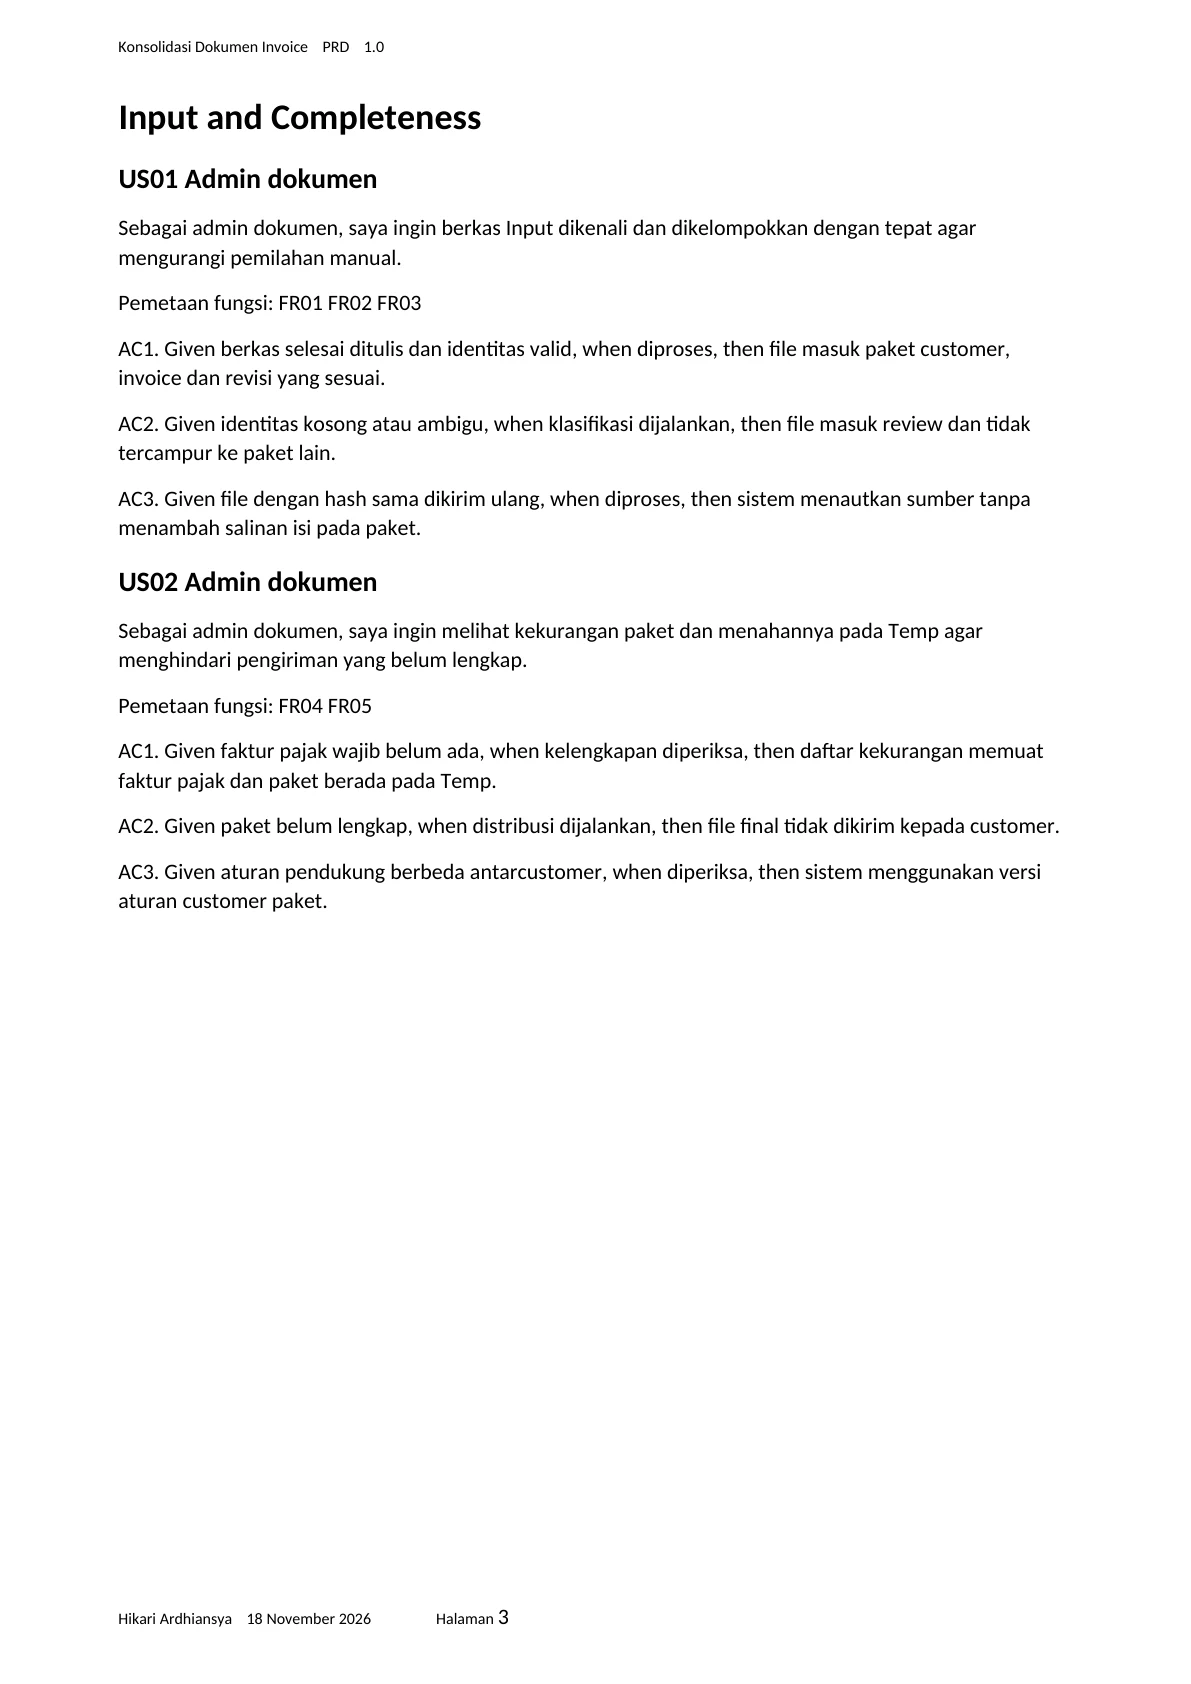 Konsolidasi Dokumen Invoice PRD 1.0
Input and Completeness
US01 Admin dokumen
Sebagai admin dokumen, saya ingin berkas Input dikenali dan dikelompokkan dengan tepat agar
mengurangi pemilahan manual.
Pemetaan fungsi: FR01 FR02 FR03
AC1. Given berkas selesai ditulis dan identitas valid, when diproses, then file masuk paket customer,
invoice dan revisi yang sesuai.
AC2. Given identitas kosong atau ambigu, when klasifikasi dijalankan, then file masuk review dan tidak
tercampur ke paket lain.
AC3. Given file dengan hash sama dikirim ulang, when diproses, then sistem menautkan sumber tanpa
menambah salinan isi pada paket.
US02 Admin dokumen
Sebagai admin dokumen, saya ingin melihat kekurangan paket dan menahannya pada Temp agar
menghindari pengiriman yang belum lengkap.
Pemetaan fungsi: FR04 FR05
AC1. Given faktur pajak wajib belum ada, when kelengkapan diperiksa, then daftar kekurangan memuat
faktur pajak dan paket berada pada Temp.
AC2. Given paket belum lengkap, when distribusi dijalankan, then file final tidak dikirim kepada customer.
AC3. Given aturan pendukung berbeda antarcustomer, when diperiksa, then sistem menggunakan versi
aturan customer paket.
Hikari Ardhiansya 18 November 2026 Halaman 3